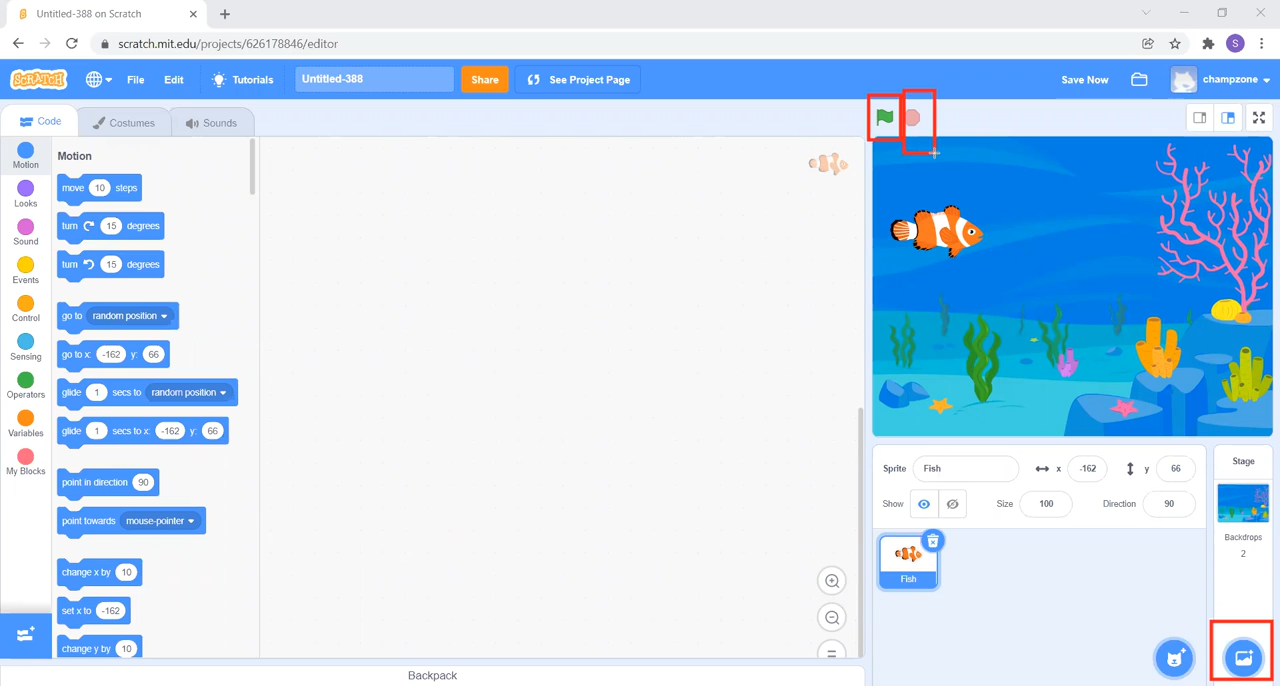 Untitled-388 on Scratch
scratch.mit.edu/projects/626178846/editor
S
SCRATCH
File
Edit
Tutorials
Untitled-388
Share
See Project Page
Save Now
champzone
Code
Costumes
Sounds
Motion
Looks
Sound
Events
Control
Sensing
Operators
Variables
My Blocks
Motion
move 10 steps
turn 15 degrees
turn 15 degrees
go to random position
go to x: -162 y: 66
glide 1 secs to random position
glide 1 secs to x: -162 y: 66
point in direction 90
point towards mouse-pointer
change x by 10
set x to -162
change y by 10
Sprite Fish x -162 y 66
Show Size 100 Direction 90
Fish
Stage
Backdrops
2
Backpack